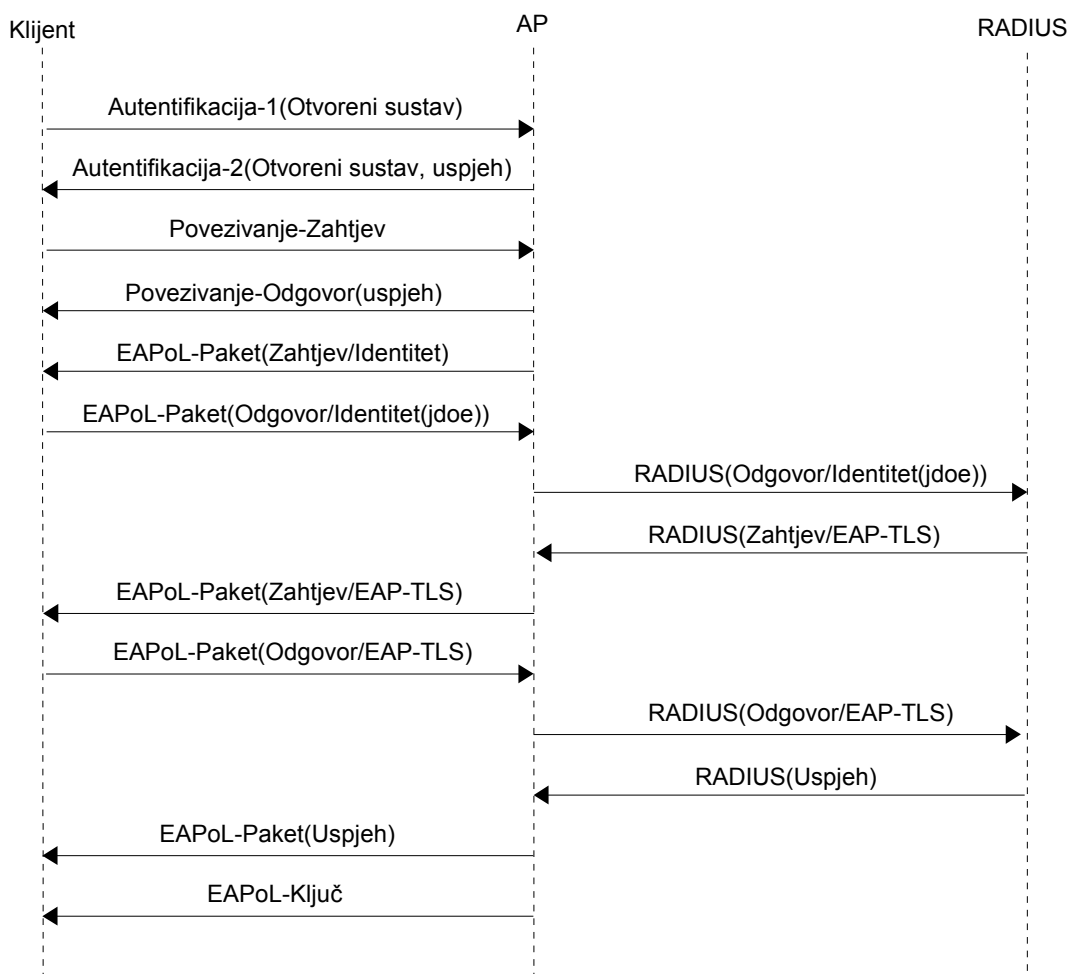 Klijent
AP
RADIUS
Autentifikacija-1(Otvoreni sustav)
Autentifikacija-2(Otvoreni sustav, uspjeh)
Povezivanje-Zahtjev
Povezivanje-Odgovor(uspjeh)
EAPoL-Paket(Zahtjev/Identitet)
EAPoL-Paket(Odgovor/Identitet(jdoe))
RADIUS(Odgovor/Identitet(jdoe))
RADIUS(Zahtjev/EAP-TLS)
EAPoL-Paket(Zahtjev/EAP-TLS)
EAPoL-Paket(Odgovor/EAP-TLS)
RADIUS(Odgovor/EAP-TLS)
RADIUS(Uspjeh)
EAPoL-Paket(Uspjeh)
EAPoL-Ključ